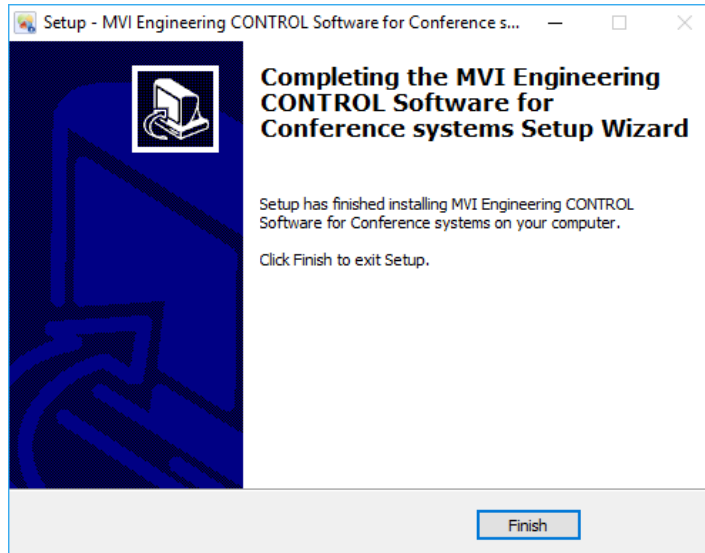 Setup - MVI Engineering CONTROL Software for Conference s...
Completing the MVI Engineering
CONTROL Software for
Conference systems Setup Wizard
Setup has finished installing MVI Engineering CONTROL
Software for Conference systems on your computer.
Click Finish to exit Setup.
Finish